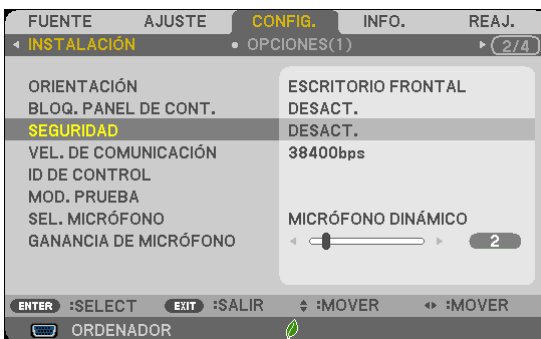 FUENTE AJUSTE CONFIG. INFO. REAJ.
INSTALACIÓN • OPCIONES(1) 2/4
ORIENTACIÓN ESCRITORIO FRONTAL
BLOQ. PANEL DE CONT. DESACT.
SEGURIDAD DESACT.
VEL. DE COMUNICACIÓN 38400bps
ID DE CONTROL
MOD. PRUEBA
SEL. MICRÓFONO MICRÓFONO DINÁMICO
GANANCIA DE MICRÓFONO 2
ENTER :SELECT EXIT :SALIR :MOVER :MOVER
ORDENADOR